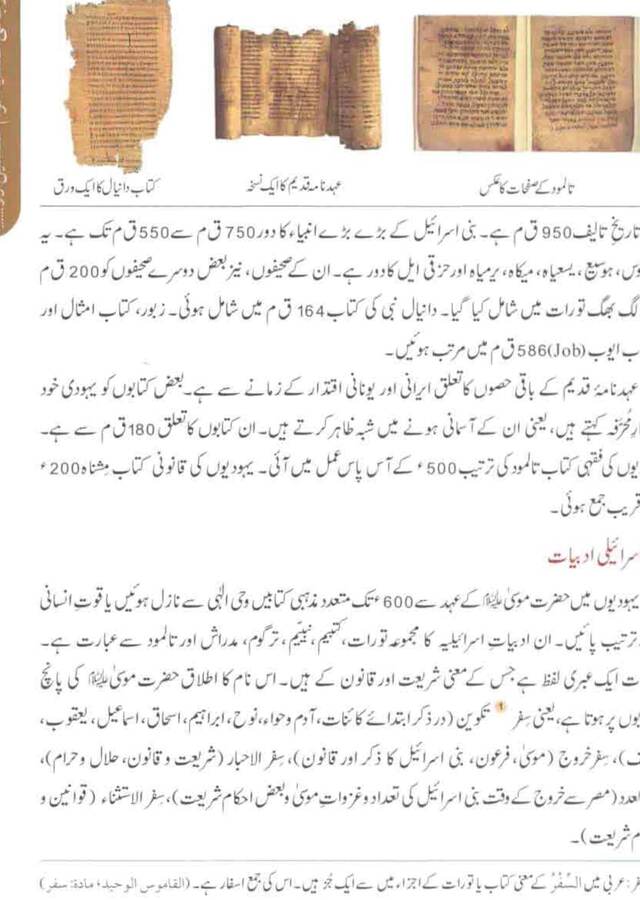 تالمود کے صفحات کا عکس
عہد نامہ قدیم کا ایک نسخہ
کتاب دانیال کا ایک ورق
تاریخ تالیف 950 ق م ہے۔ بنی اسرائیل کے بڑے بڑے انبیاء کا دور 750 ق م سے 550 ق م تک ہے۔ یہ
وس، ہوسیع، یسعیاہ، میکاہ، یرمیاہ اور حزقی ایل کا دور ہے۔ ان کے صحیفوں، نیز بعض دوسرے صحیفوں کو 200 ق م
لگ بھگ تورات میں شامل کیا گیا۔ دانیال نبی کی کتاب 164 ق م میں شامل ہوئی۔ زبور، کتاب امثال اور
ب ایوب (Job) 586 ق م میں مرتب ہوئیں۔
عہد نامۂ قدیم کے باقی حصوں کا تعلق ایرانی اور یونانی اقتدار کے زمانے سے ہے۔ بعض کتابوں کو یہودی خود
ارِمُحَرَّفہ کہتے ہیں، یعنی ان کے آسمانی ہونے میں شبہ ظاہر کرتے ہیں۔ ان کتابوں کا تعلق 180 ق م سے ہے۔
یوں کی فقہی کتاب تالمود کی ترتیب 500ء کے آس پاس عمل میں آئی۔ یہودیوں کی قانونی کتاب مِشناہ 200ء
قریب جمع ہوئی۔
سرائیلی ادبیات
یہودیوں میں حضرت موسیٰ علیہ السلام کے عہد سے 600ء تک متعدد مذہبی کتابیں وحی الٰہی سے نازل ہوئیں یا قوتِ انسانی
ترتیب پائیں۔ ان ادبیاتِ اسرائیلیہ کا مجموعہ تورات، کتبیم، نبییم، ترگوم، مدراش اور تالمود سے عبارت ہے۔
ت ایک عبری لفظ ہے جس کے معنی شریعت اور قانون کے ہیں۔ اس نام کا اطلاق حضرت موسیٰ علیہ السلام کی پانچ
بوں پر ہوتا ہے، یعنی سِفر ① تکوین (در ذکر ابتدائے کائنات، آدم و حواء، نوح، ابراہیم، اسحاق، اسماعیل، یعقوب،
ف)، سِفر خروج (موسیٰ، فرعون، بنی اسرائیل کا ذکر اور قانون)، سِفر الاحبار (شریعت و قانون، حلال و حرام)،
لعدد (مصر سے خروج کے وقت بنی اسرائیل کی تعداد و غزواتِ موسیٰ و بعض احکام شریعت)، سِفر الاستثناء (قوانین و
م شریعت)۔
فر: عربی میں السِّفْرُ کے معنی کتاب یا تورات کے اجزاء میں سے ایک جُز ہیں۔ اس کی جمع اسفار ہے۔ (القاموس الوحید، مادة: سفر)